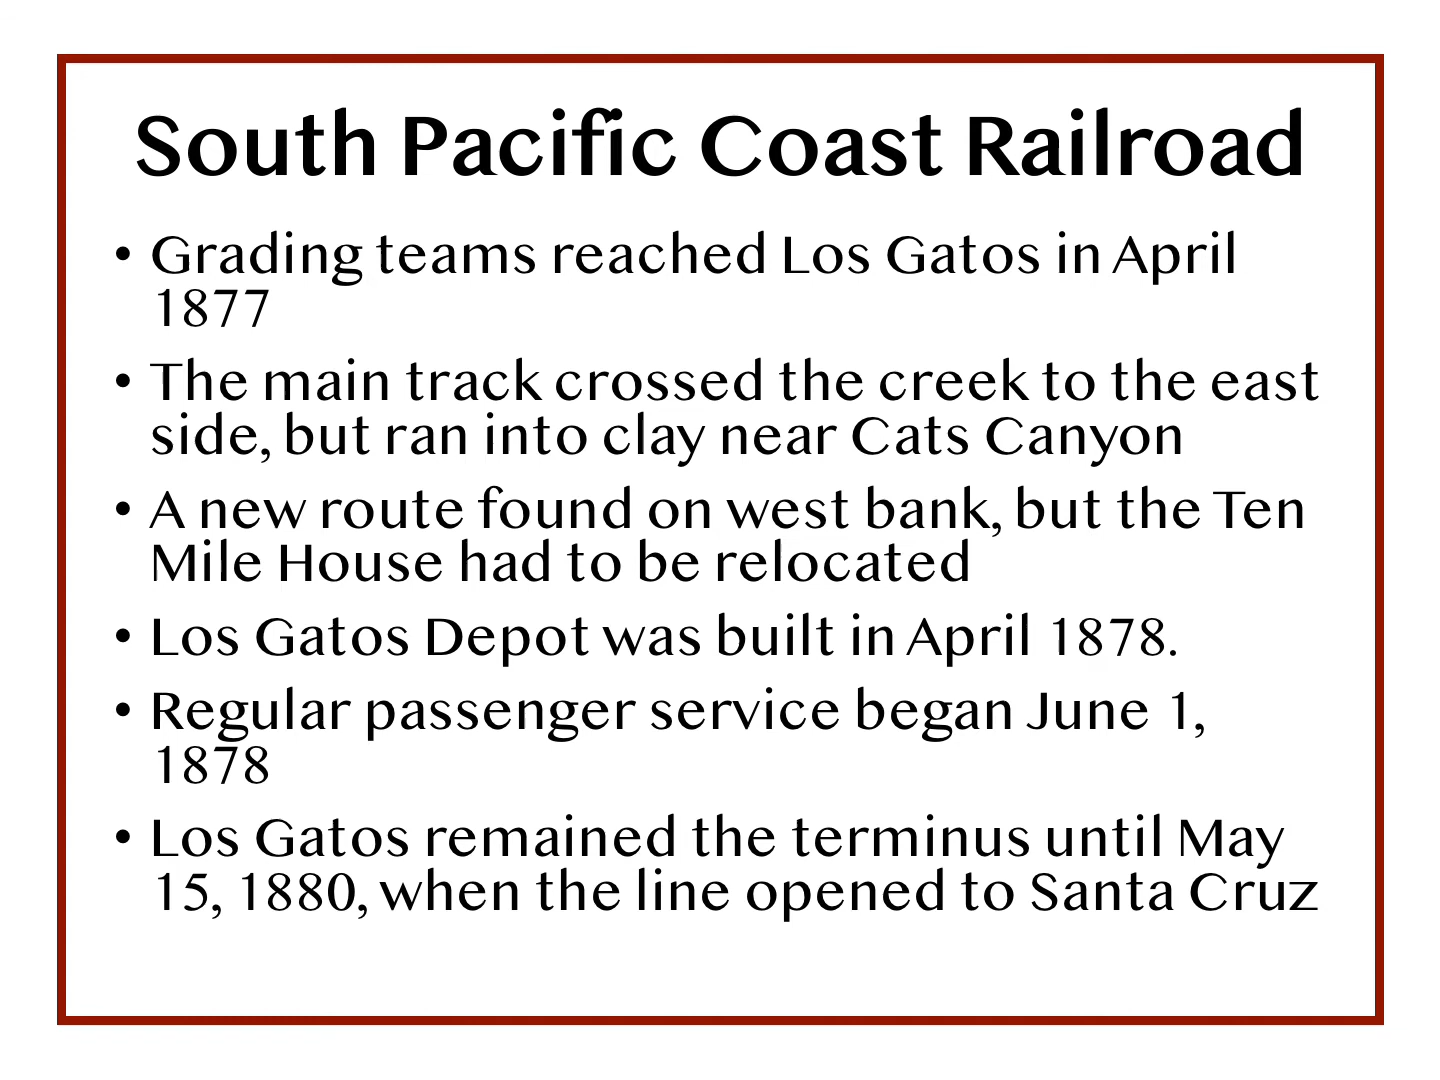 South Pacific Coast Railroad
• Grading teams reached Los Gatos in April
1877
• The main track crossed the creek to the east
side, but ran into clay near Cats Canyon
• A new route found on west bank, but the Ten
Mile House had to be relocated
• Los Gatos Depot was built in April 1878.
• Regular passenger service began June 1,
1878
• Los Gatos remained the terminus until May
15, 1880, when the line opened to Santa Cruz